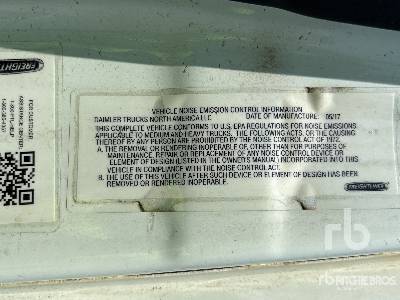 FREIGHTLINER
VEHICLE NOISE EMISSION CONTROL INFORMATION
DAIMLER TRUCKS NORTH AMERICA LLC DATE OF MANUFACTURE 05/17
THIS COMPLETE VEHICLE CONFORMS TO U.S. EPA REGULATIONS FOR NOISE EMISSIONS
APPLICABLE TO MEDIUM AND HEAVY TRUCKS. THE FOLLOWING ACTS, OR THE CAUSING
THEREOF BY ANY PERSON ARE PROHIBITED BY THE NOISE CONTROL ACT OF 1972.
A. THE REMOVAL OR RENDERING INOPERABLE, OTHER THAN FOR PURPOSES OF
MAINTENANCE, REPAIR OR REPLACEMENT OF ANY NOISE CONTROL DEVICE OR
ELEMENT OF DESIGN (LISTED IN THE OWNER'S MANUAL) INCORPORATED INTO THIS
VEHICLE IN COMPLIANCE WITH THE NOISE CONTROL ACT.
B. THE USE OF THIS VEHICLE AFTER SUCH DEVICE OR ELEMENT OF DESIGN HAS BEEN
REMOVED OR RENDERED INOPERABLE.
FREIGHTLINER
rb
rb
Ritchie Bros